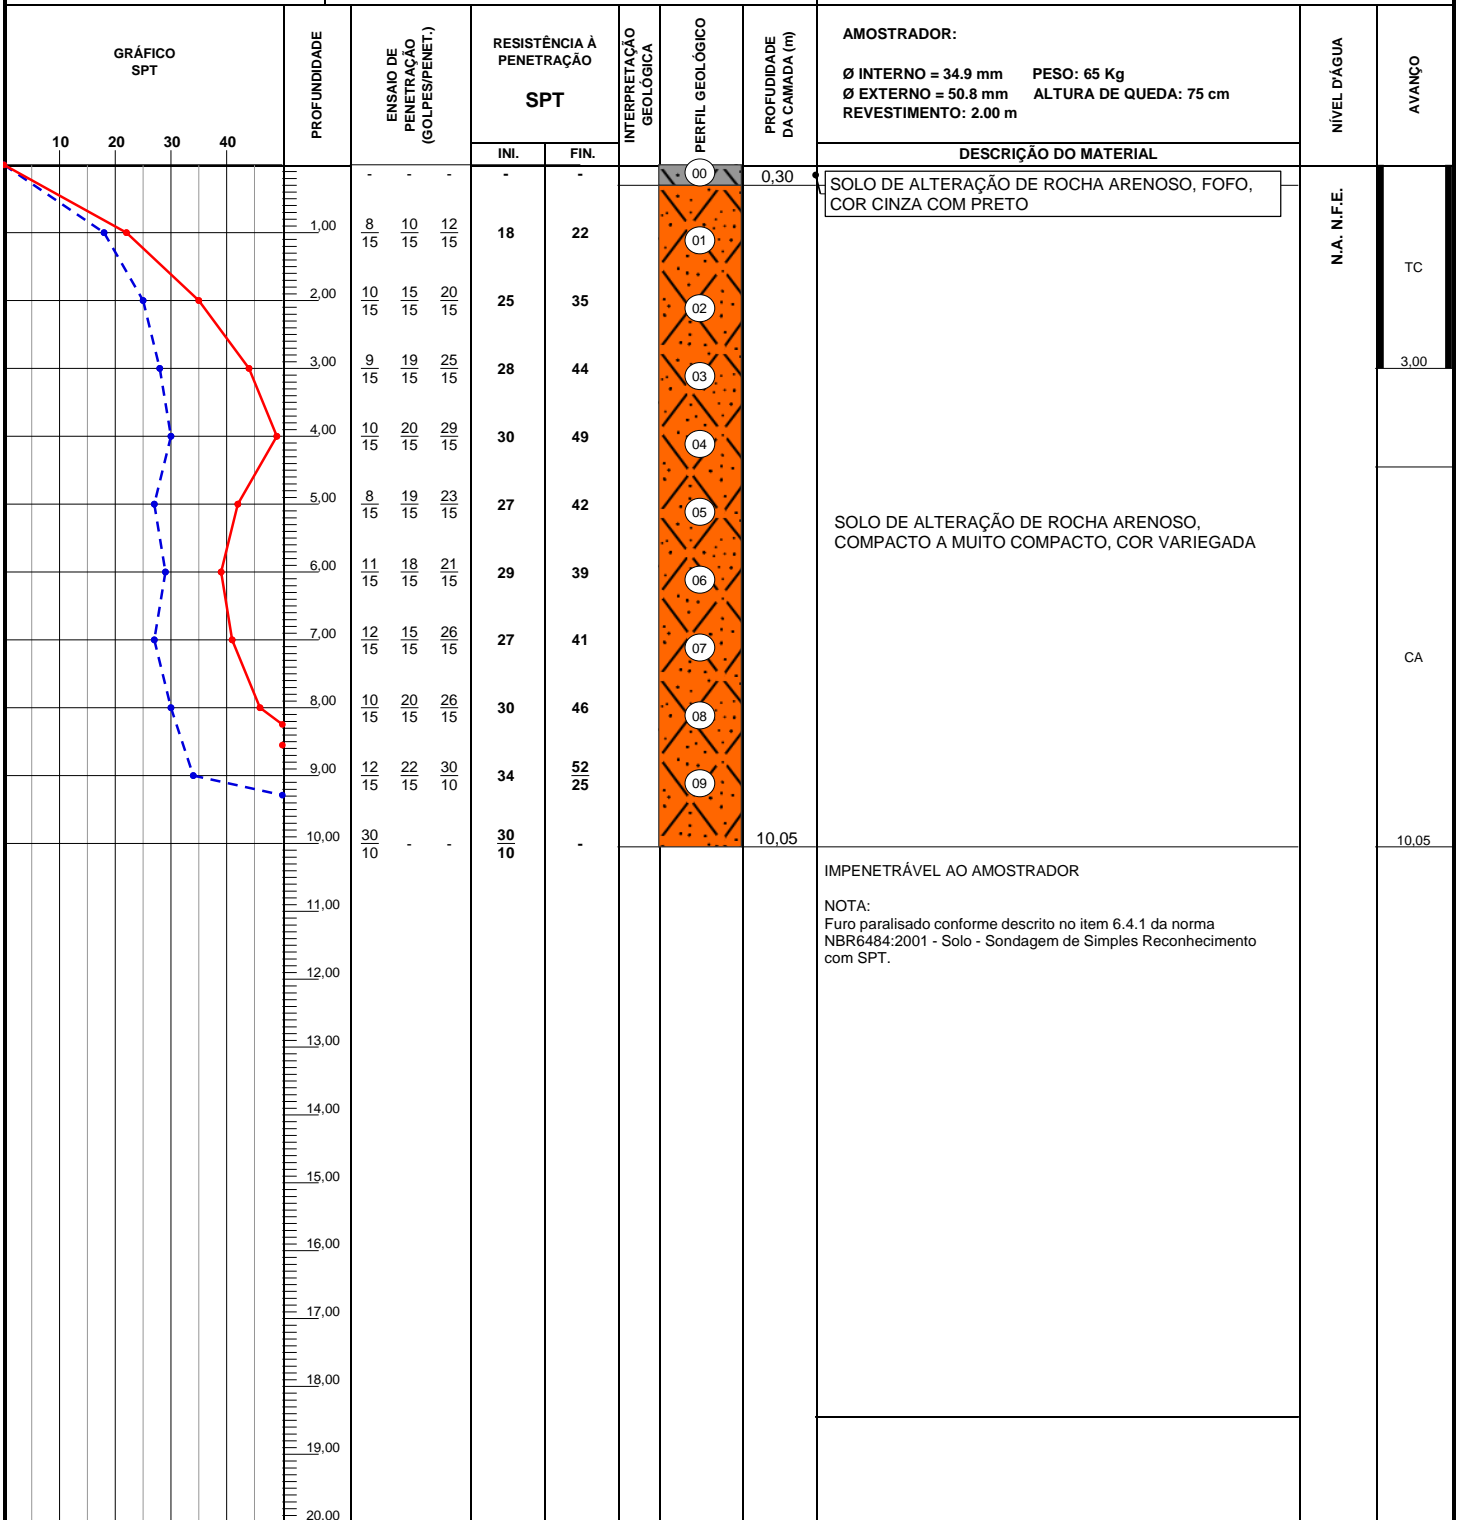 GRÁFICO
SPT
10 20 30 40
PROFUNDIDADE
ENSAIO DE
PENETRAÇÃO
(GOLPES/PENET.)
RESISTÊNCIA À
PENETRAÇÃO
SPT
INI. FIN.
INTERPRETAÇÃO
GEOLÓGICA
PERFIL GEOLÓGICO
PROFUDIDADE
DA CAMADA (m)
AMOSTRADOR:
Ø INTERNO = 34.9 mm PESO: 65 Kg
Ø EXTERNO = 50.8 mm ALTURA DE QUEDA: 75 cm
REVESTIMENTO: 2.00 m
DESCRIÇÃO DO MATERIAL
NÍVEL D'ÁGUA
AVANÇO
- - - - - 00 0,30
SOLO DE ALTERAÇÃO DE ROCHA ARENOSO, FOFO,
COR CINZA COM PRETO
N.A. N.F.E.
TC
3,00
1,00 8/15 10/15 12/15 18 22 01
2,00 10/15 15/15 20/15 25 35 02
3,00 9/15 19/15 25/15 28 44 03
4,00 10/15 20/15 29/15 30 49 04
5,00 8/15 19/15 23/15 27 42 05
SOLO DE ALTERAÇÃO DE ROCHA ARENOSO,
COMPACTO A MUITO COMPACTO, COR VARIEGADA
6,00 11/15 18/15 21/15 29 39 06
7,00 12/15 15/15 26/15 27 41 07
CA
8,00 10/15 20/15 26/15 30 46 08
9,00 12/15 22/15 30/10 34 52/25 09
10,00 30/10 - - 30/10 - 10,05 10,05
IMPENETRÁVEL AO AMOSTRADOR
NOTA:
Furo paralisado conforme descrito no item 6.4.1 da norma
NBR6484:2001 - Solo - Sondagem de Simples Reconhecimento
com SPT.
11,00
12,00
13,00
14,00
15,00
16,00
17,00
18,00
19,00
20,00